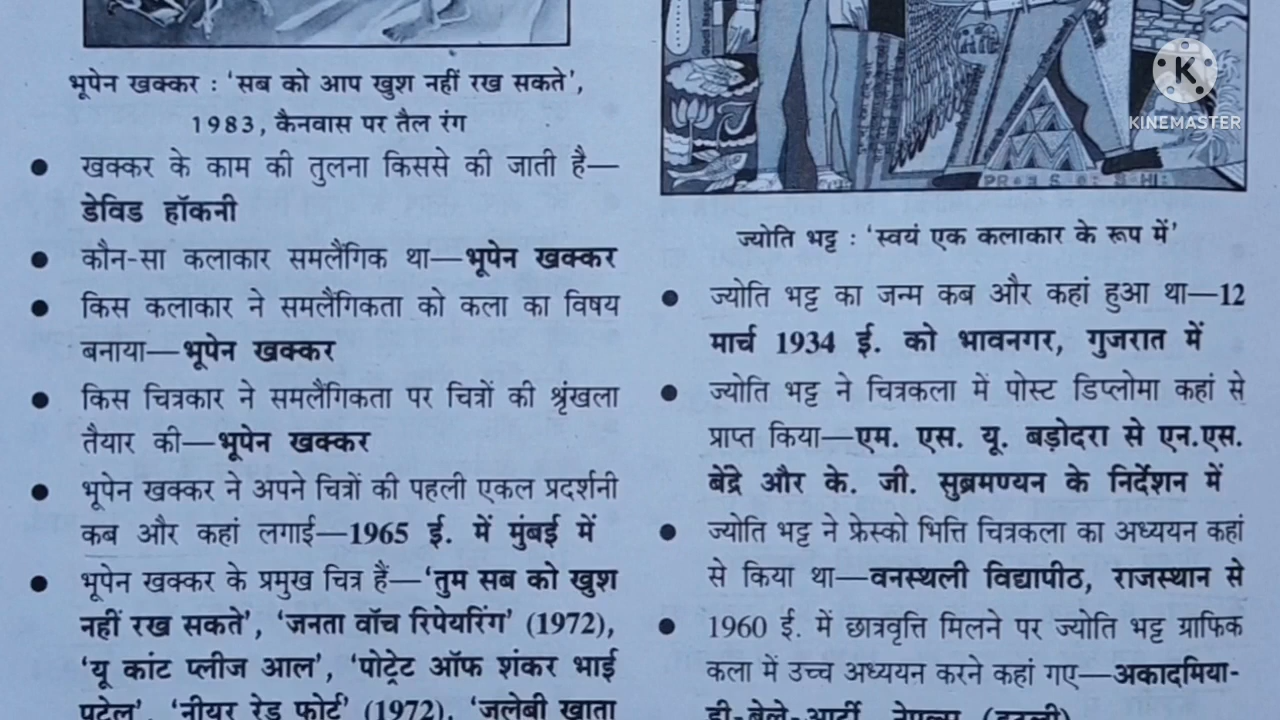 भूपेन खक्कर : ‘सब को आप खुश नहीं रख सकते’,
1983, कैनवास पर तैल रंग
● खक्कर के काम की तुलना किससे की जाती है—
डेविड हॉकनी
● कौन-सा कलाकार समलैंगिक था—भूपेन खक्कर
● किस कलाकार ने समलैंगिकता को कला का विषय
बनाया—भूपेन खक्कर
● किस चित्रकार ने समलैंगिकता पर चित्रों की श्रृंखला
तैयार की—भूपेन खक्कर
● भूपेन खक्कर ने अपने चित्रों की पहली एकल प्रदर्शनी
कब और कहां लगाई—1965 ई. में मुंबई में
● भूपेन खक्कर के प्रमुख चित्र हैं—‘तुम सब को खुश
नहीं रख सकते’, ‘जनता वॉच रिपेयरिंग’ (1972),
‘यू कांट प्लीज आल’, ‘पोट्रेट ऑफ शंकर भाई
पटेल’, ‘नीयर रेड फोर्ट’ (1972), ‘जलेबी खाता
KINEMASTER
ज्योति भट्ट : ‘स्वयं एक कलाकार के रूप में’
● ज्योति भट्ट का जन्म कब और कहां हुआ था—12
मार्च 1934 ई. को भावनगर, गुजरात में
● ज्योति भट्ट ने चित्रकला में पोस्ट डिप्लोमा कहां से
प्राप्त किया—एम. एस. यू. बड़ोदरा से एन.एस.
बेंद्रे और के. जी. सुब्रमण्यन के निर्देशन में
● ज्योति भट्ट ने फ्रेस्को भित्ति चित्रकला का अध्ययन कहां
से किया था—वनस्थली विद्यापीठ, राजस्थान से
● 1960 ई. में छात्रवृत्ति मिलने पर ज्योति भट्ट ग्राफिक
कला में उच्च अध्ययन करने कहां गए—अकादमिया-
डी-बेले-आर्टी, नेपल्स (इटली)